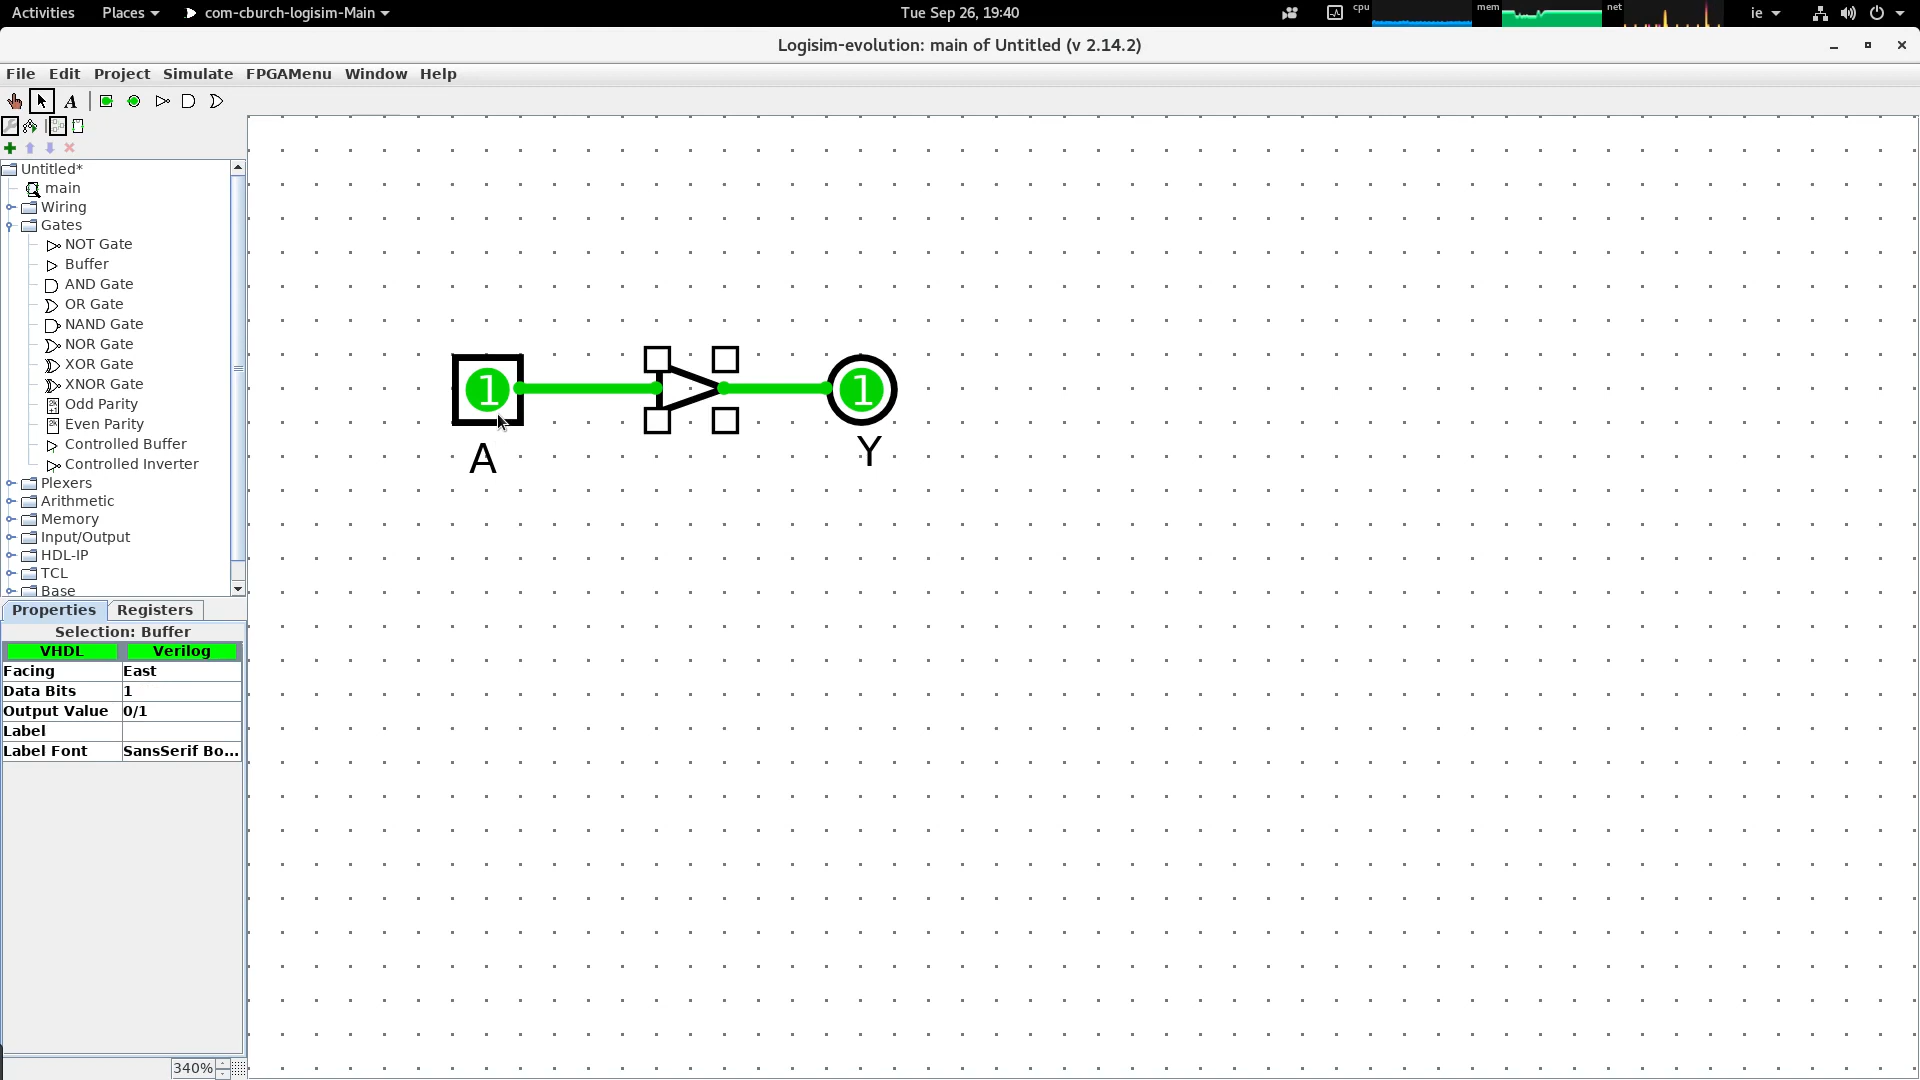 Activities Places com-cburch-logisim-Main Tue Sep 26, 19:40 cpu mem net ie
Logisim-evolution: main of Untitled (v 2.14.2)
File Edit Project Simulate FPGAMenu Window Help
A
Untitled*
main
Wiring
Gates
NOT Gate
Buffer
AND Gate
OR Gate
NAND Gate
NOR Gate
XOR Gate
XNOR Gate
Odd Parity
Even Parity
Controlled Buffer
Controlled Inverter
Plexers
Arithmetic
Memory
Input/Output
HDL-IP
TCL
Base
Properties Registers
Selection: Buffer
VHDL Verilog
Facing East
Data Bits 1
Output Value 0/1
Label
Label Font SansSerif Bo...
340%
1 1
A Y